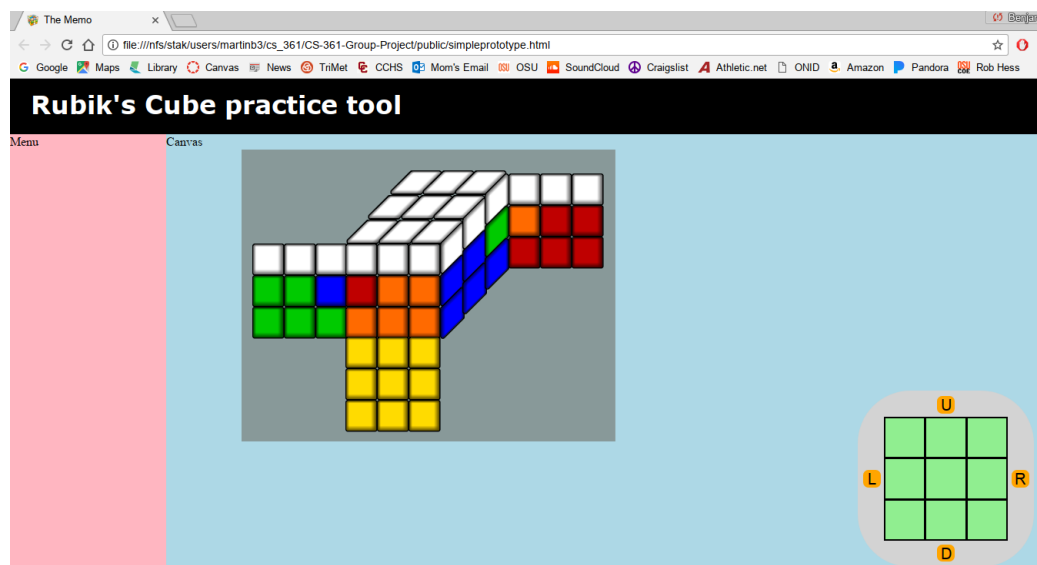 The Memo
file:///nfs/stak/users/martinb3/cs_361/CS-361-Group-Project/public/simpleprototype.html
Google Maps Library Canvas News TriMet CCHS Mom's Email OSU SoundCloud Craigslist Athletic.net ONID Amazon Pandora Rob Hess
Rubik's Cube practice tool
Menu
Canvas
U
L
R
D